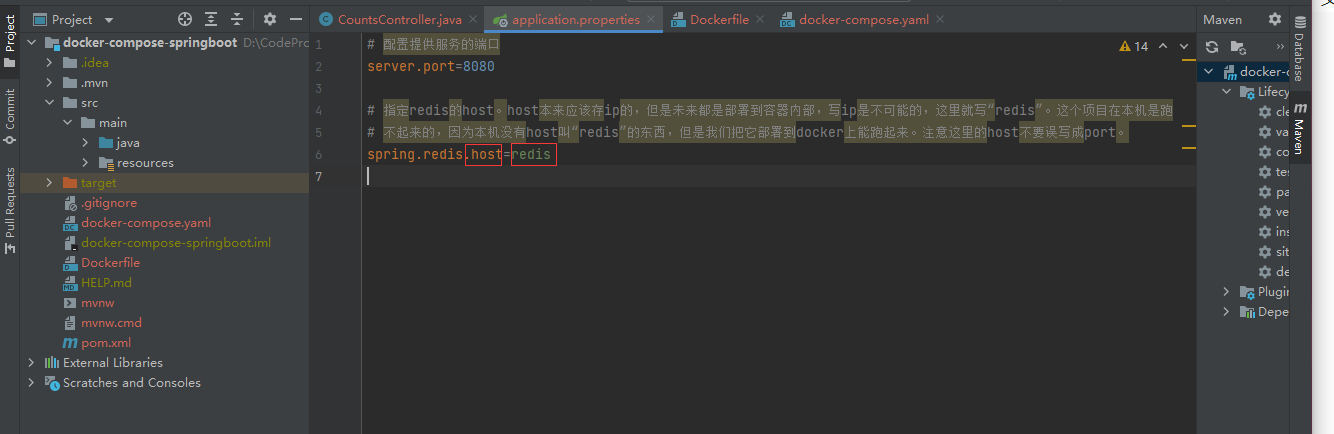 Project
CountsController.java
application.properties
Dockerfile
docker-compose.yaml
Maven
docker-compose-springboot D:\CodePro
.idea
.mvn
src
main
java
resources
target
.gitignore
docker-compose.yaml
docker-compose-springboot.iml
Dockerfile
HELP.md
mvnw
mvnw.cmd
pom.xml
External Libraries
Scratches and Consoles
1 # 配置提供服务的端口
2 server.port=8080
3
4 # 指定redis的host。host本来应该存ip的，但是未来都是部署到容器内部，写ip是不可能的，这里就写“redis”。这个项目在本机是跑
5 # 不起来的，因为本机没有host叫“redis”的东西，但是我们把它部署到docker上能跑起来。注意这里的host不要误写成port。
6 spring.redis.host=redis
7
14
docker-c
Lifecy
cle
va
co
tes
pa
ve
ins
sit
de
Plugin
Depe
Project
Commit
Pull Requests
Database
Maven